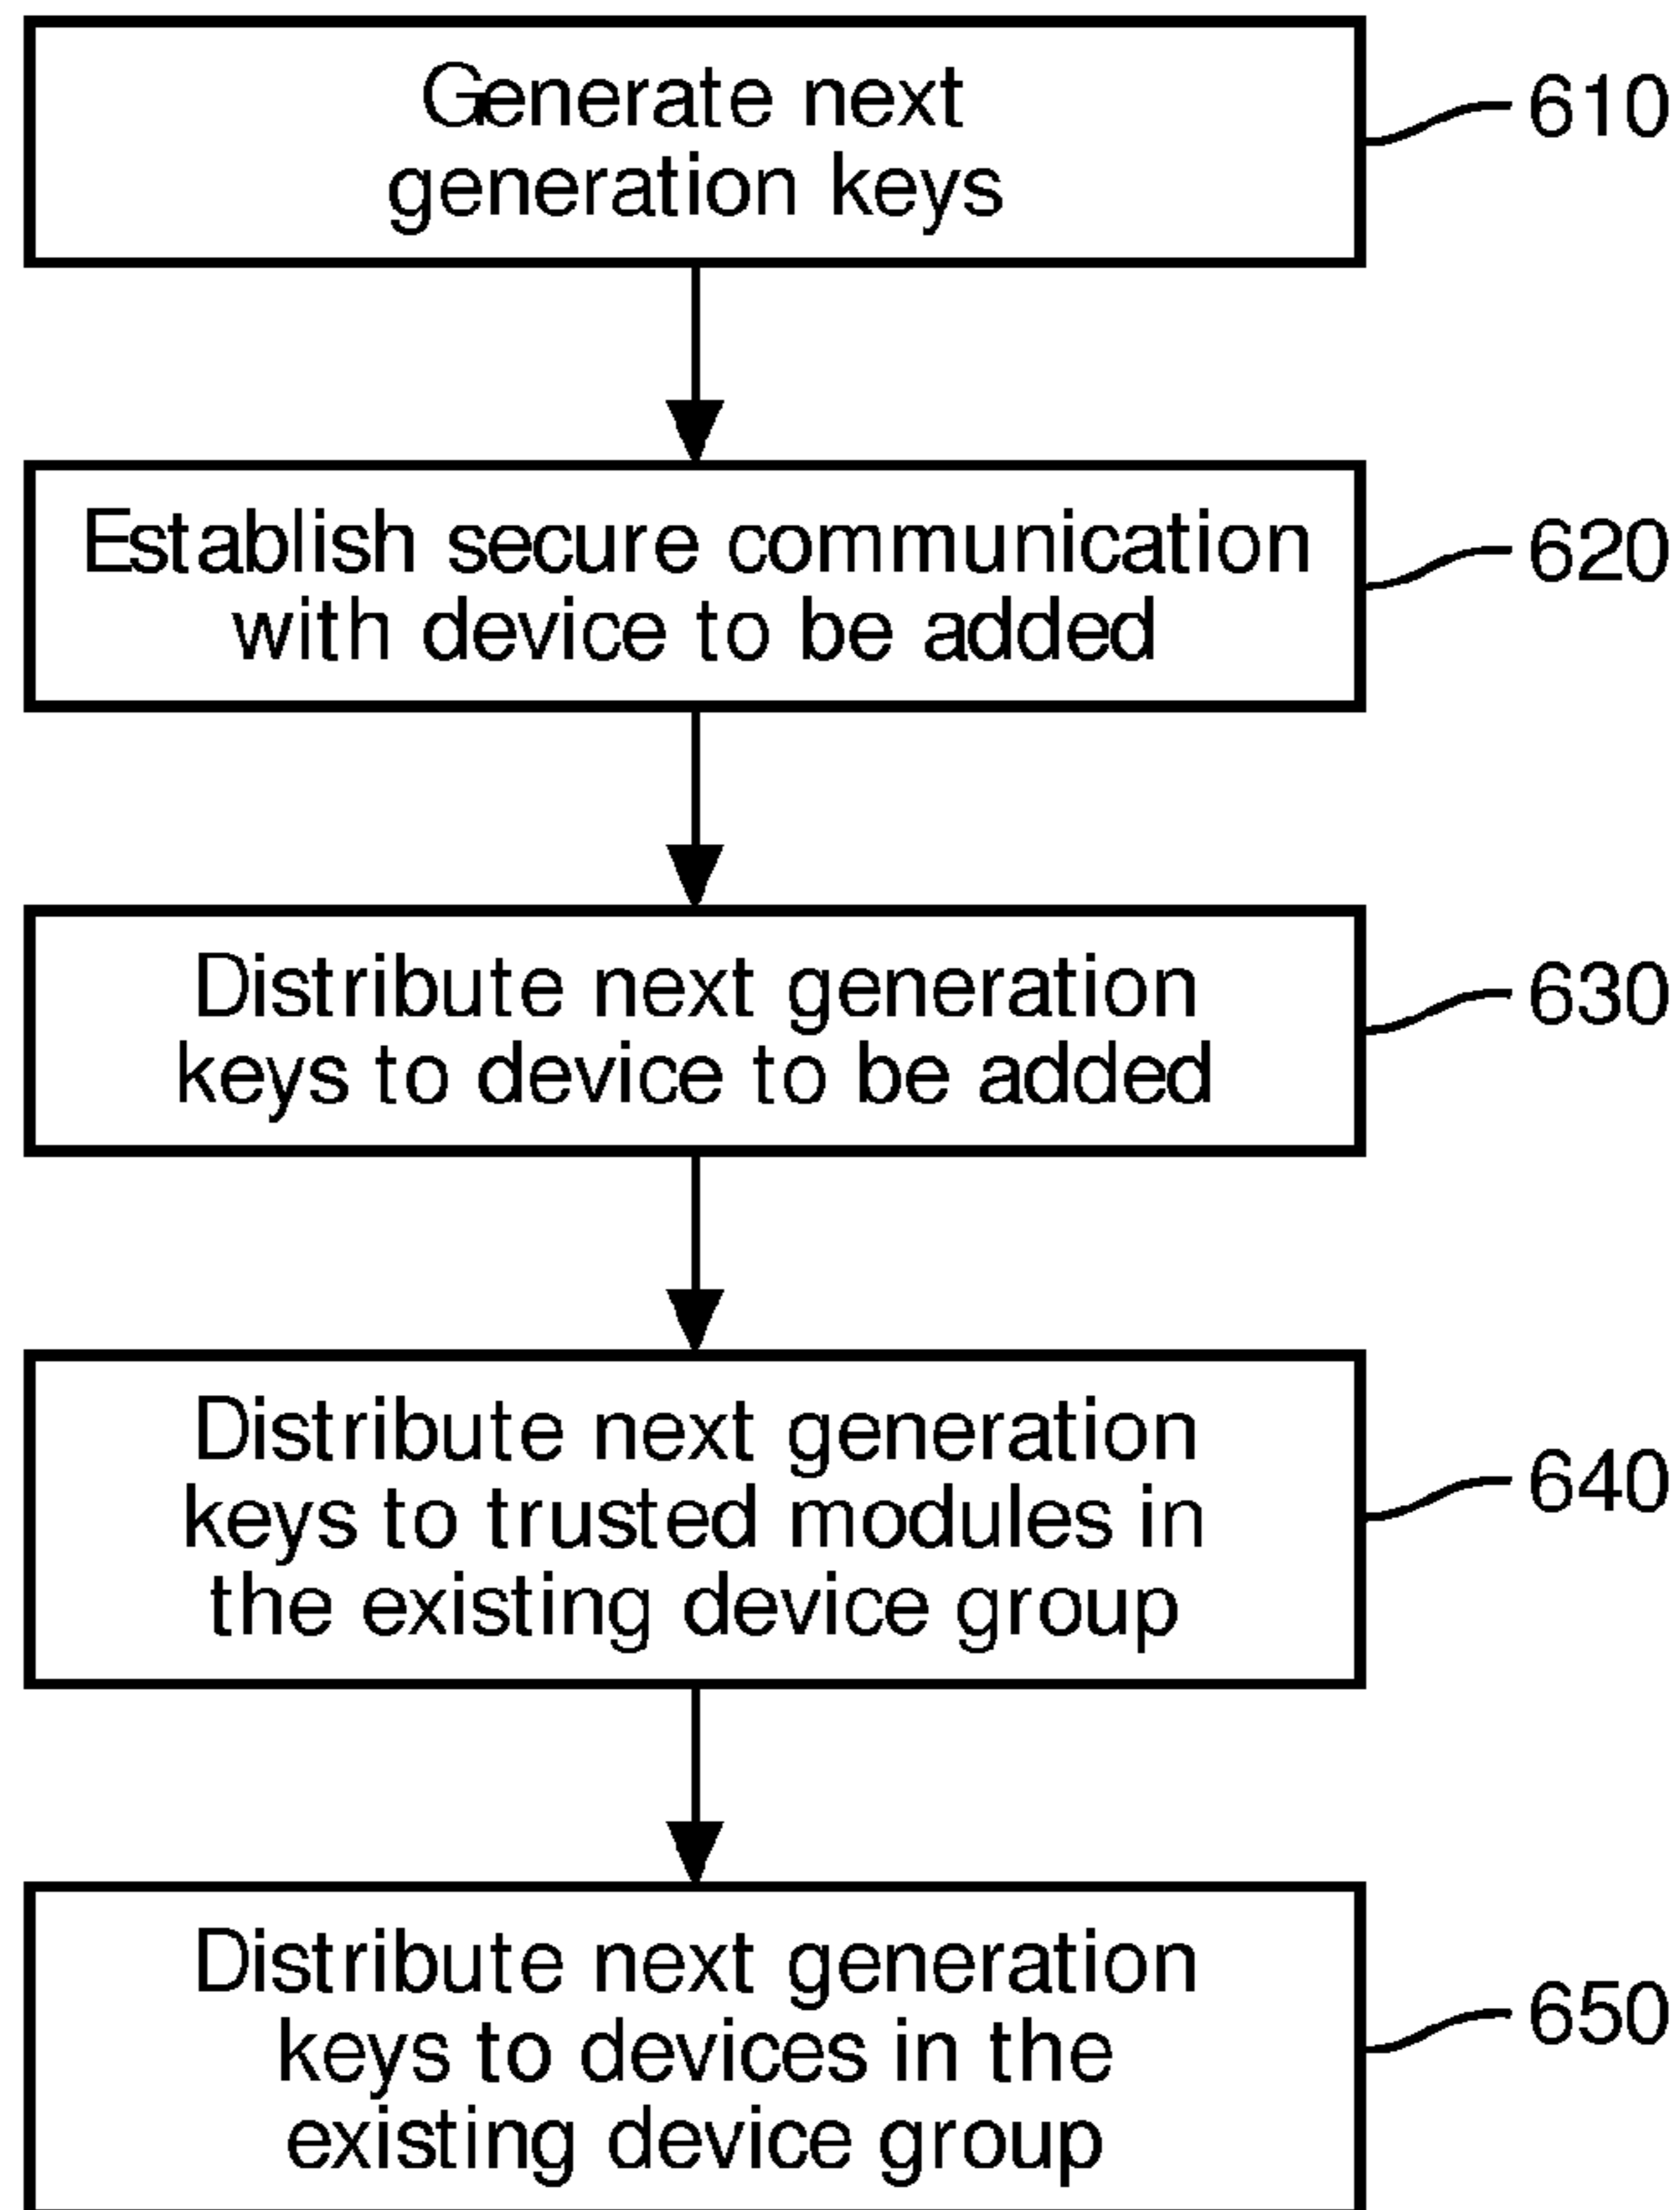 Generate next
generation keys
610
Establish secure communication
with device to be added
620
Distribute next generation
keys to device to be added
630
Distribute next generation
keys to trusted modules in
the existing device group
640
Distribute next generation
keys to devices in the
existing device group
650